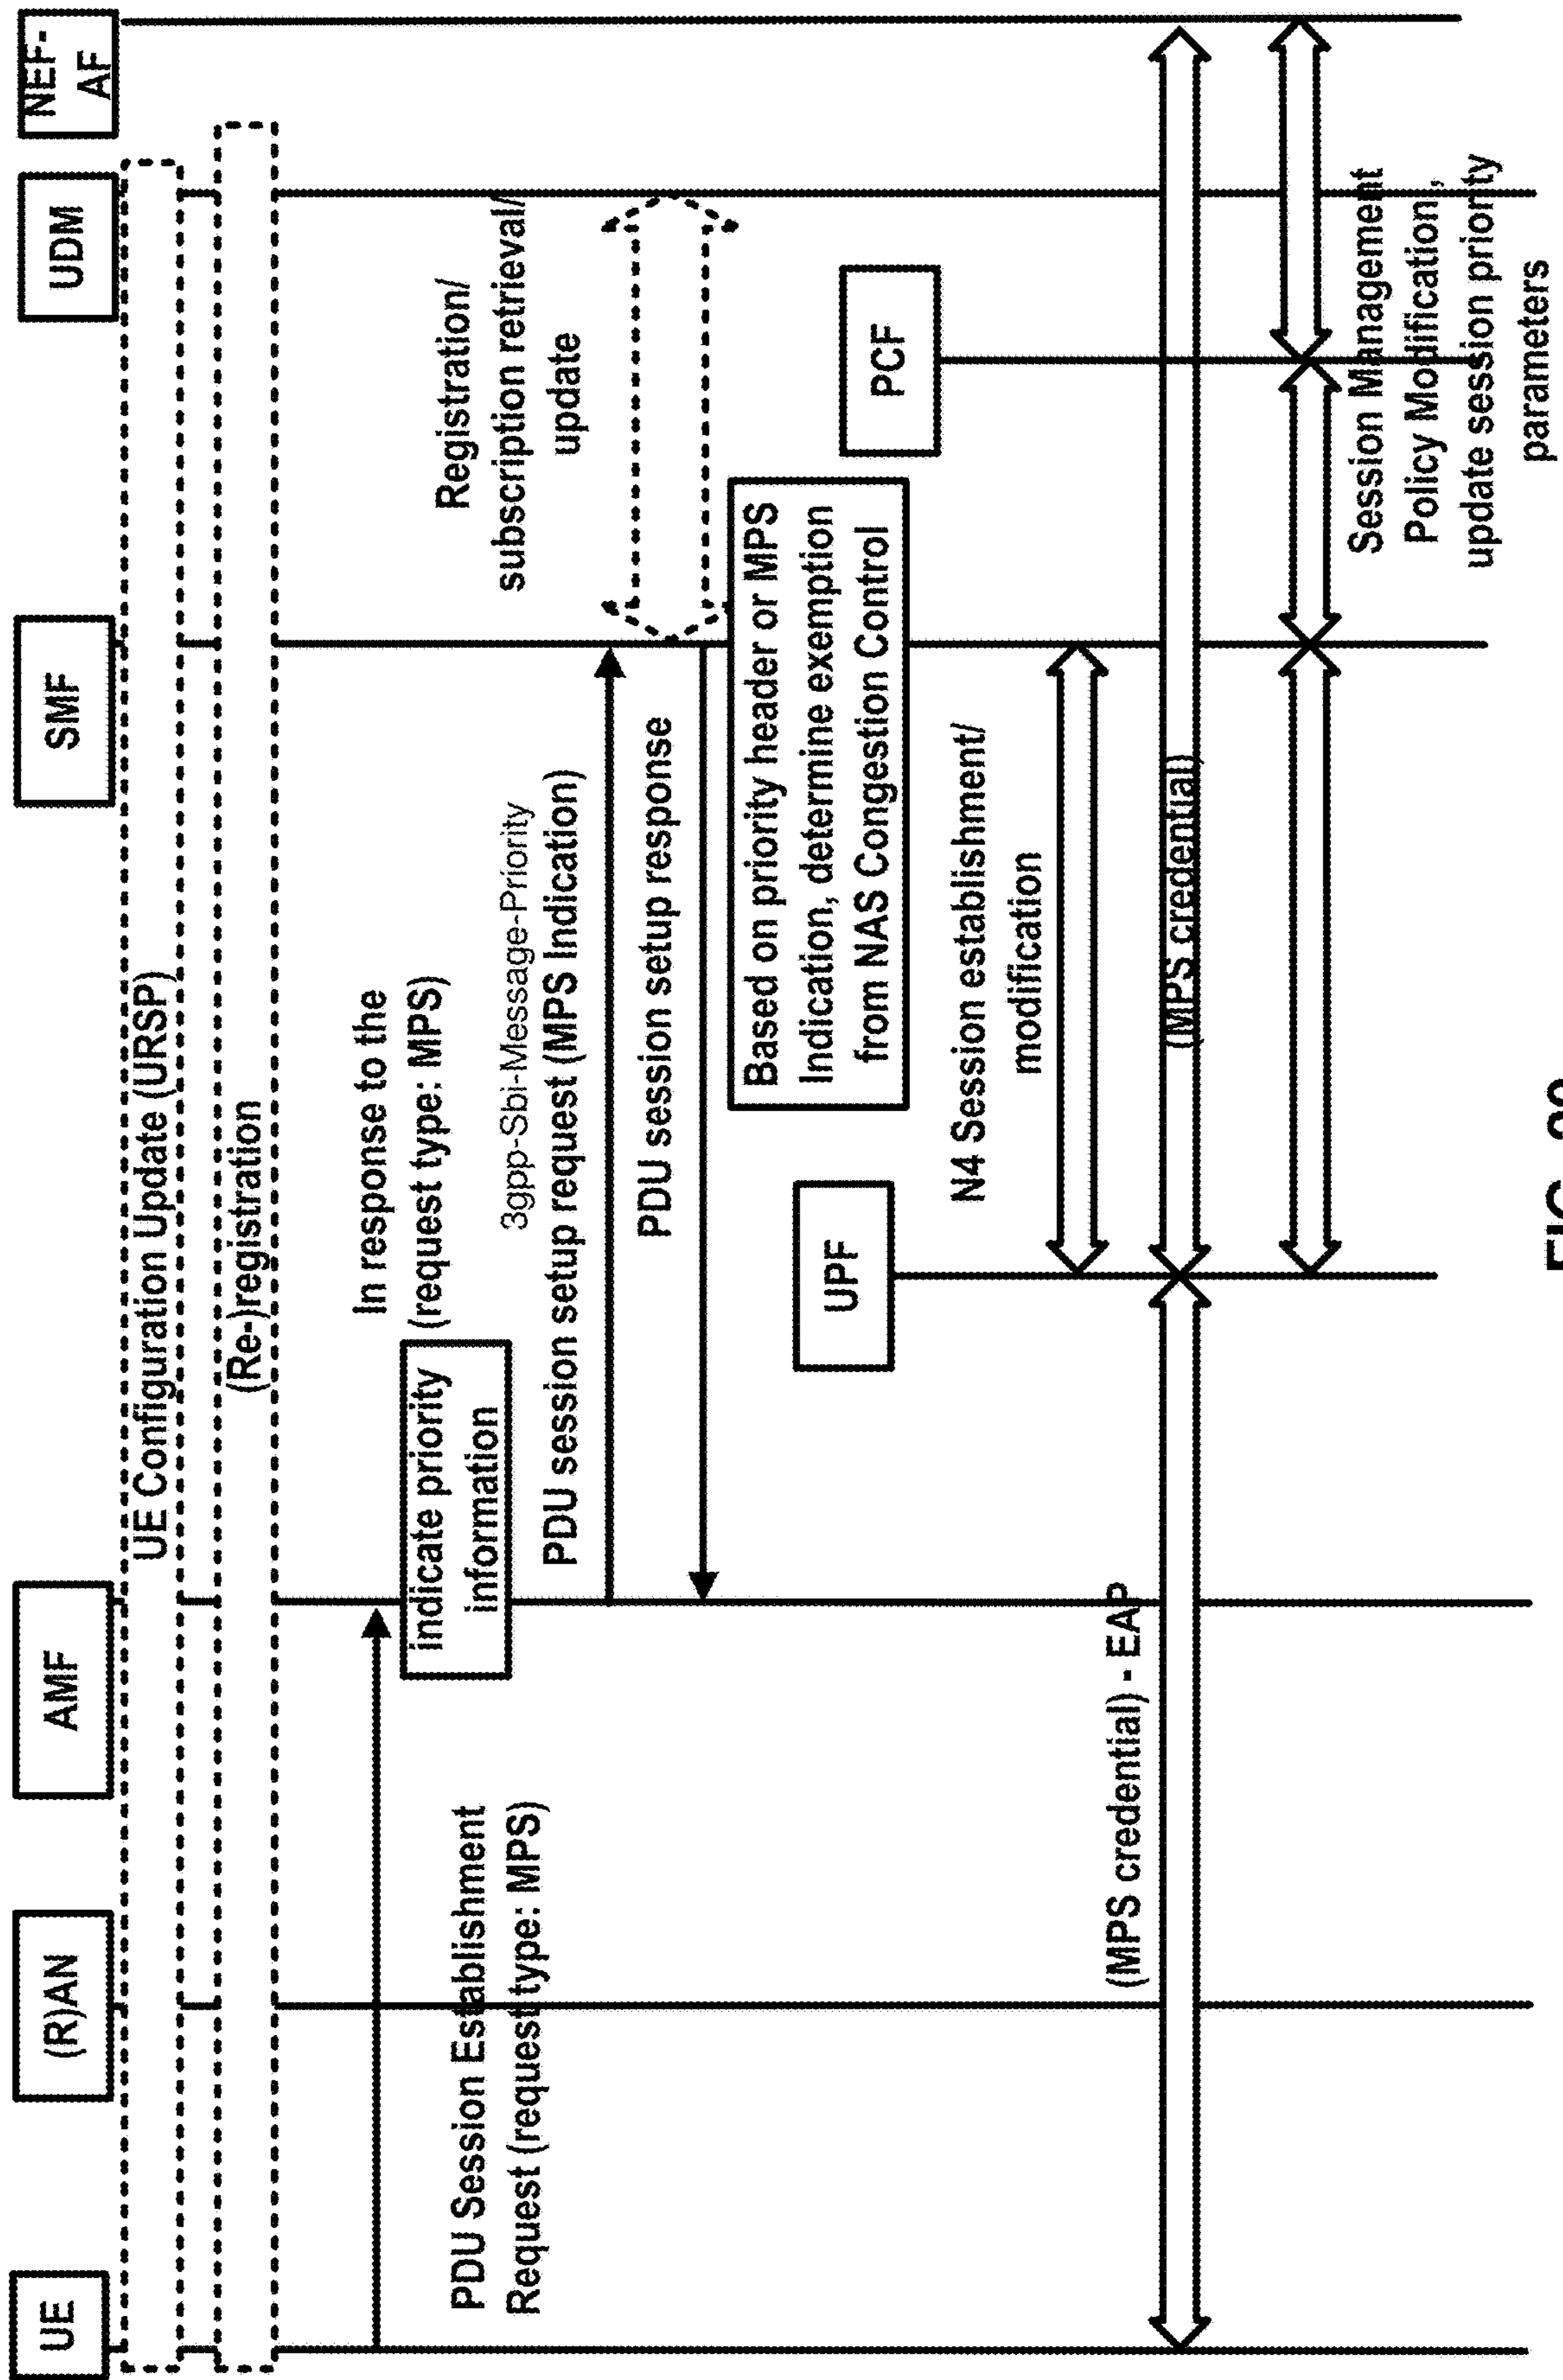 UE
(R)AN
AMF
SMF
UDM
NEF-
AF
UE Configuration Update (URSP)
(Re-)registration
PDU Session Establishment
Request (request type: MPS)
In response to the
(request type: MPS)
indicate priority
information
3gpp-Sbi-Message-Priority
PDU session setup request (MPS Indication)
Registration/
subscription retrieval/
update
PDU session setup response
Based on priority header or MPS
Indication, determine exemption
from NAS Congestion Control
UPF
PCF
N4 Session establishment/
modification
(MPS credential) - EAP
(MPS credential)
Session Management
Policy Modification,
update session priority
parameters
FIG.